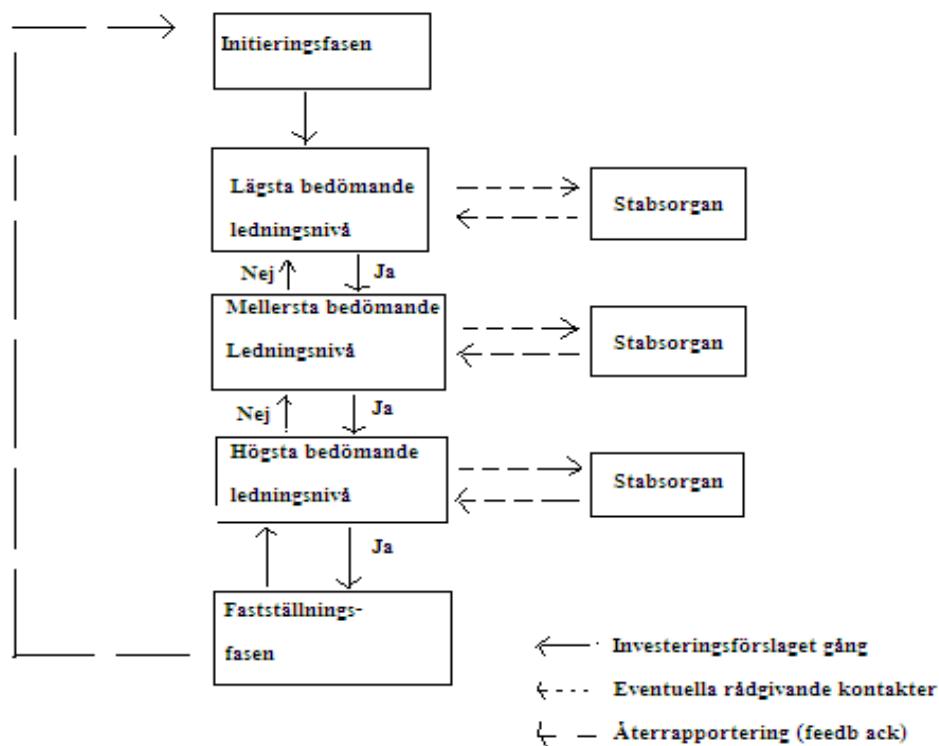 Initieringsfasen
Lägsta bedömande
ledningsnivå
Stabsorgan
Nej
Ja
Mellersta bedömande
Ledningsnivå
Stabsorgan
Nej
Ja
Högsta bedömande
ledningsnivå
Stabsorgan
Ja
Fastställnings-
fasen
Investeringsförslaget gång
Eventuella rådgivande kontakter
Återrapportering (feedb ack)